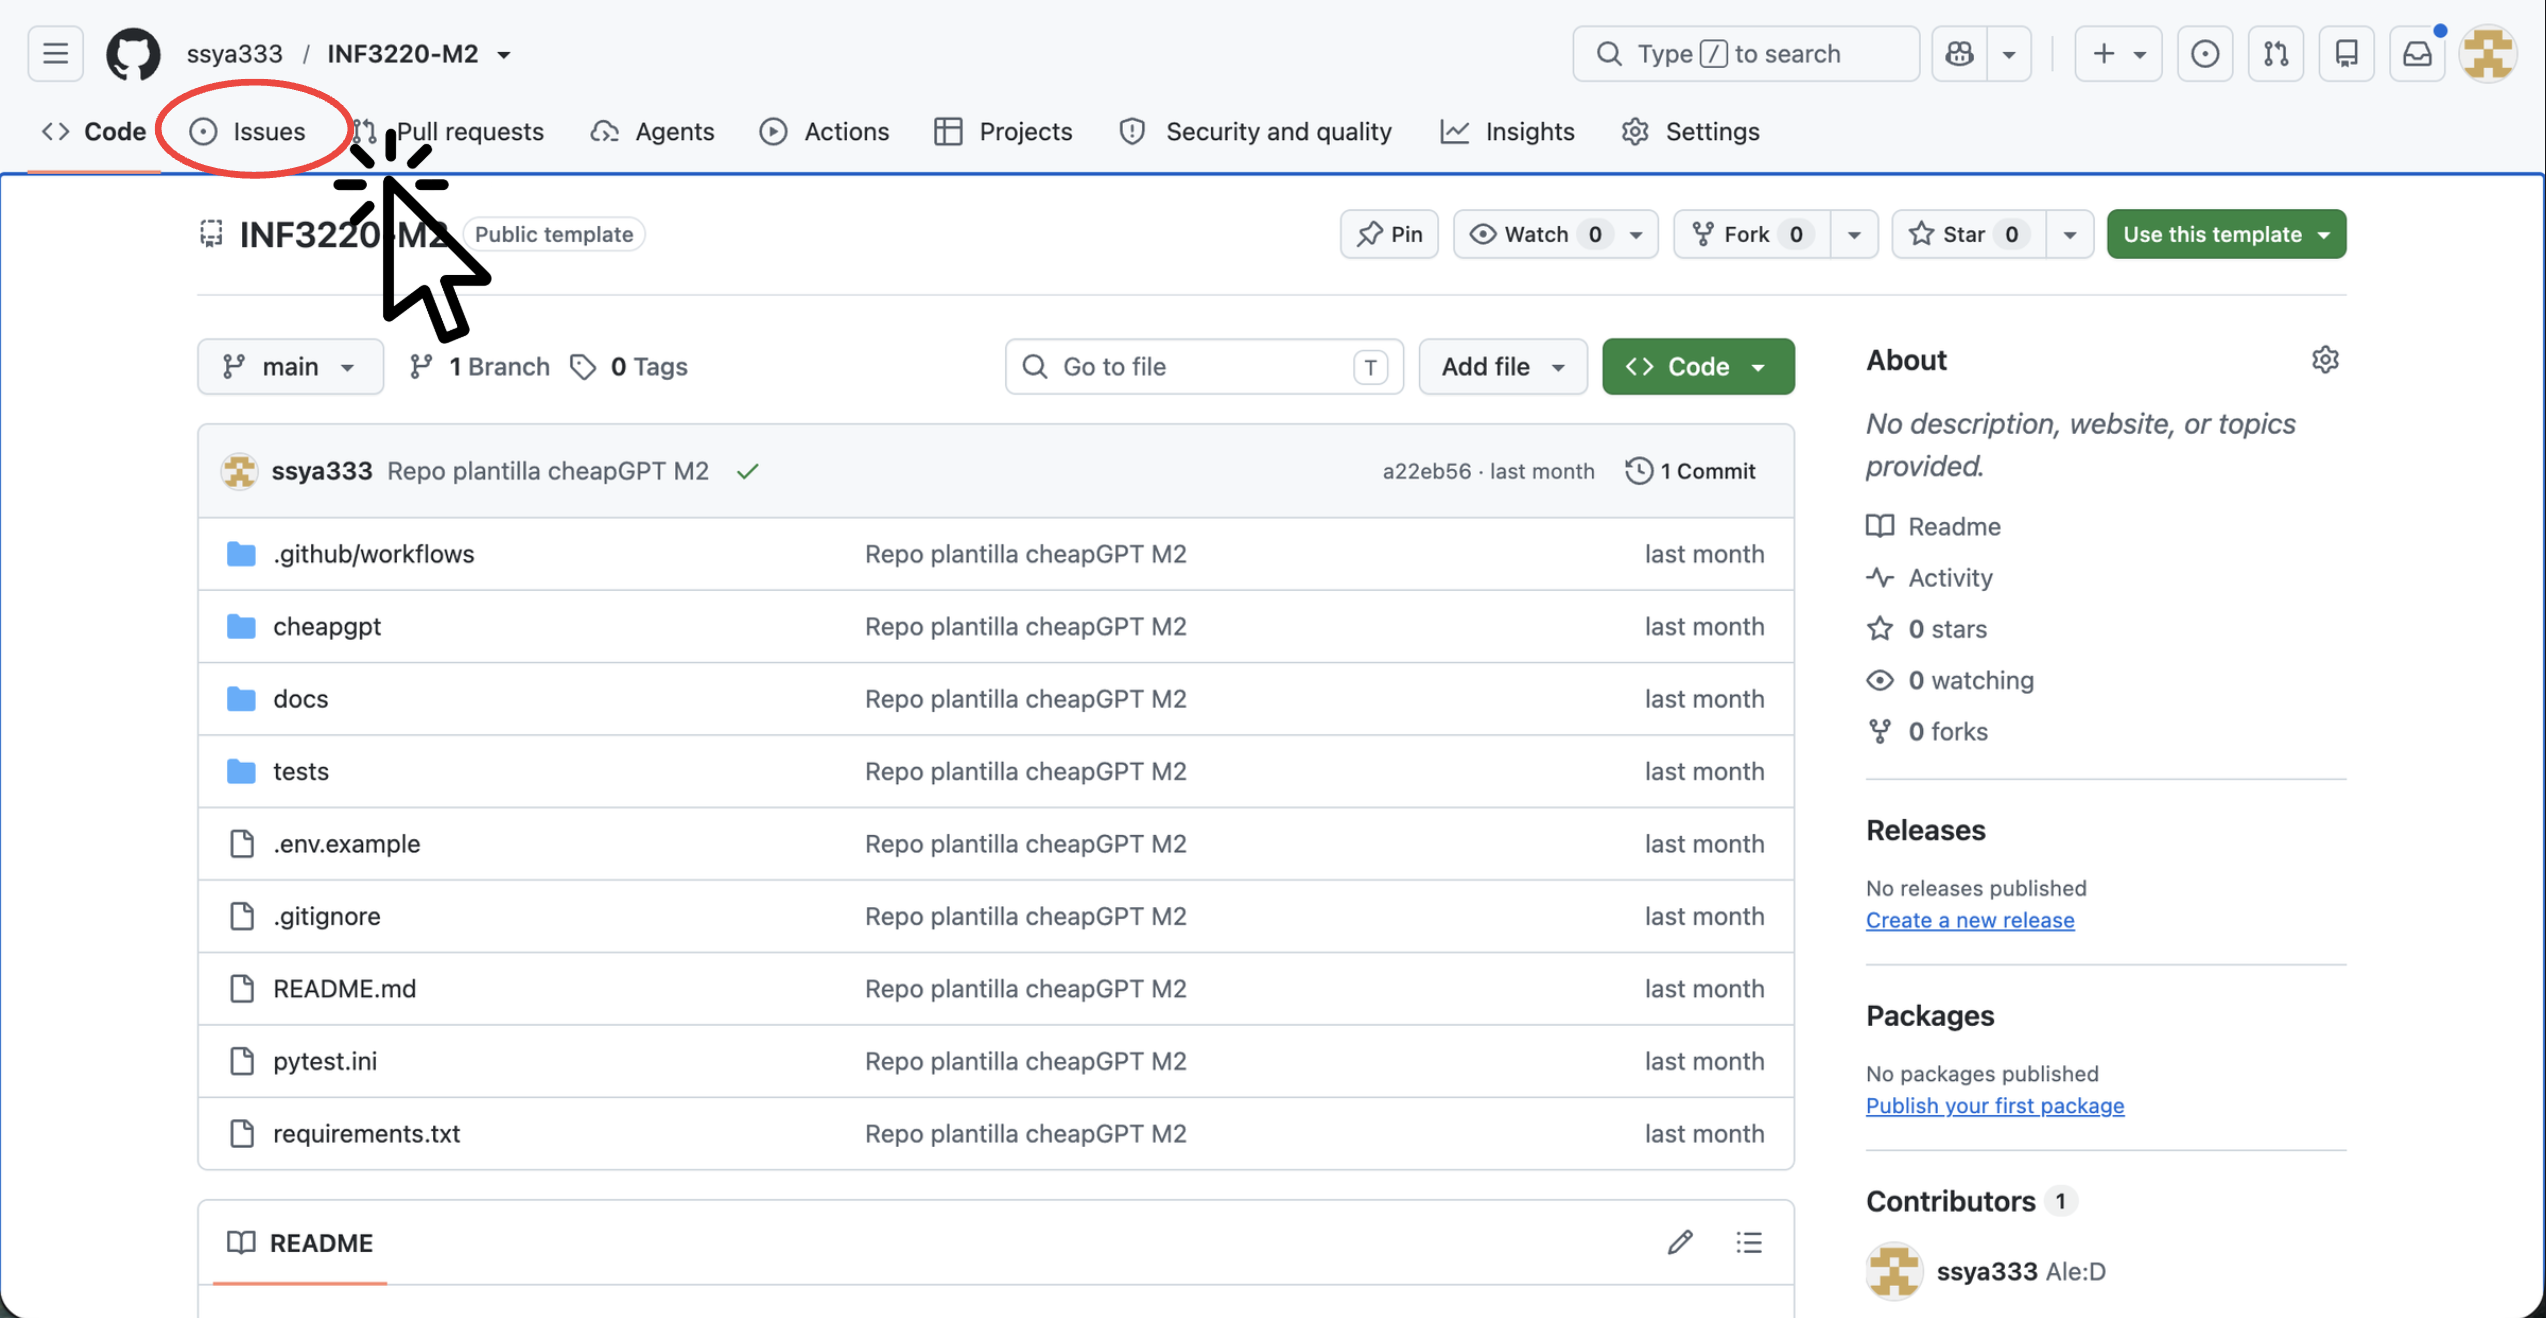 ssya333 / INF3220-M2 Type / to search
Code Issues Pull requests Agents Actions Projects Security and quality Insights Settings
INF3220-M2 Public template Pin Watch 0 Fork 0 Star 0 Use this template
main 1 Branch 0 Tags Go to file T Add file Code
ssya333 Repo plantilla cheapGPT M2 a22eb56 · last month 1 Commit
.github/workflows Repo plantilla cheapGPT M2 last month
cheapgpt Repo plantilla cheapGPT M2 last month
docs Repo plantilla cheapGPT M2 last month
tests Repo plantilla cheapGPT M2 last month
.env.example Repo plantilla cheapGPT M2 last month
.gitignore Repo plantilla cheapGPT M2 last month
README.md Repo plantilla cheapGPT M2 last month
pytest.ini Repo plantilla cheapGPT M2 last month
requirements.txt Repo plantilla cheapGPT M2 last month
README
About
No description, website, or topics
provided.
Readme
Activity
0 stars
0 watching
0 forks
Releases
No releases published
Create a new release
Packages
No packages published
Publish your first package
Contributors 1
ssya333 Ale:D